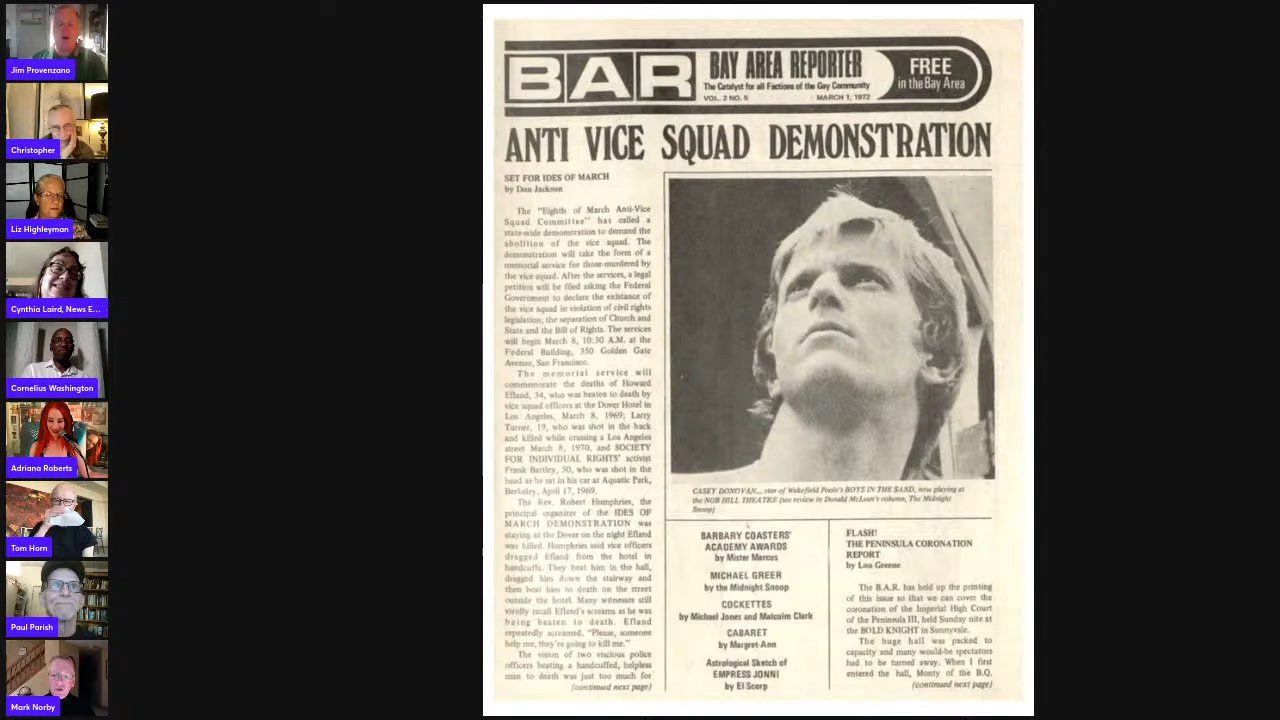 Jim Provenzano
Christopher
Liz Highleyman
Cynthia Laird, News E...
Cornelius Washington
Adriana Roberts
Tom Horn
Paul Parish
Mark Norby
BAR
BAY AREA REPORTER
The Catalyst for all Factions of the Gay Community
VOL. 2 NO. 5 MARCH 1, 1972
FREE
in the Bay Area
ANTI VICE SQUAD DEMONSTRATION
SET FOR IDES OF MARCH
by Don Jackson
The "Eighth of March Anti-Vice
Squad Committee" has called a
state-wide demonstration to demand the
abolition of the vice squad. The
demonstration will take the form of a
memorial service for those murdered by
the vice squad. After the services, a legal
petition will be filed asking the Federal
Government to declare the existance of
the vice squad in violation of civil rights
legislation, the separation of Church and
State and the Bill of Rights. The services
will begin March 8, 10:30 A.M. at the
Federal Building, 350 Golden Gate
Avenue, San Francisco.
The memorial service will
commemorate the deaths of Howard
Efland, 34, who was beaten to death by
vice squad officers at the Dover Hotel in
Los Angeles, March 8, 1969; Larry
Turner, 19, who was shot in the back
and killed while cruising a Los Angeles
street March 8, 1970, and SOCIETY
FOR INDIVIDUAL RIGHTS' activist
Frank Bartley, 30, who was shot in the
head as he sat in his car at Aquatic Park,
Berkeley, April 17, 1969.
The Rev. Robert Humphries, the
principal organizer of the IDES OF
MARCH DEMONSTRATION was
staying at the Dover on the night Efland
was killed. Humphries said vice officers
dragged Efland from the hotel in
handcuffs. They beat him in the hall,
dragged him down the stairway and
then beat him to death on the street
outside the hotel. Many witnesses still
vividly recall Efland's screams as he was
being beaten to death. Efland
repeatedly screamed, "Please, someone
help me, they're going to kill me."
The vision of two viscious police
officers beating a handcuffed, helpless
man to death was just too much for
(continued next page)
CASEY DONOVAN... star of Wakefield Poole's BOYS IN THE SAND, now playing at
the NOB HILL THEATRE (see review in Donald McLean's column, The Midnight
Snoop)
BARBARY COASTERS'
ACADEMY AWARDS
by Mister Marcus
MICHAEL GREER
by the Midnight Snoop
COCKETTES
by Michael Jones and Malcolm Clark
CABARET
by Margret-Ann
Astrological Sketch of
EMPRESS JONNI
by El Scorp
FLASH!
THE PENINSULA CORONATION
REPORT
by Lou Greene
The B.A.R. has held up the printing
of this issue so that we can cover the
coronation of the Imperial High Court
of the Peninsula III, held Sunday nite at
the BOLD KNIGHT in Sunnyvale.
The huge hall was packed to
capacity and many would-be spectators
had to be turned away. When I first
entered the hall, Monty of the B.Q.
(continued next page)